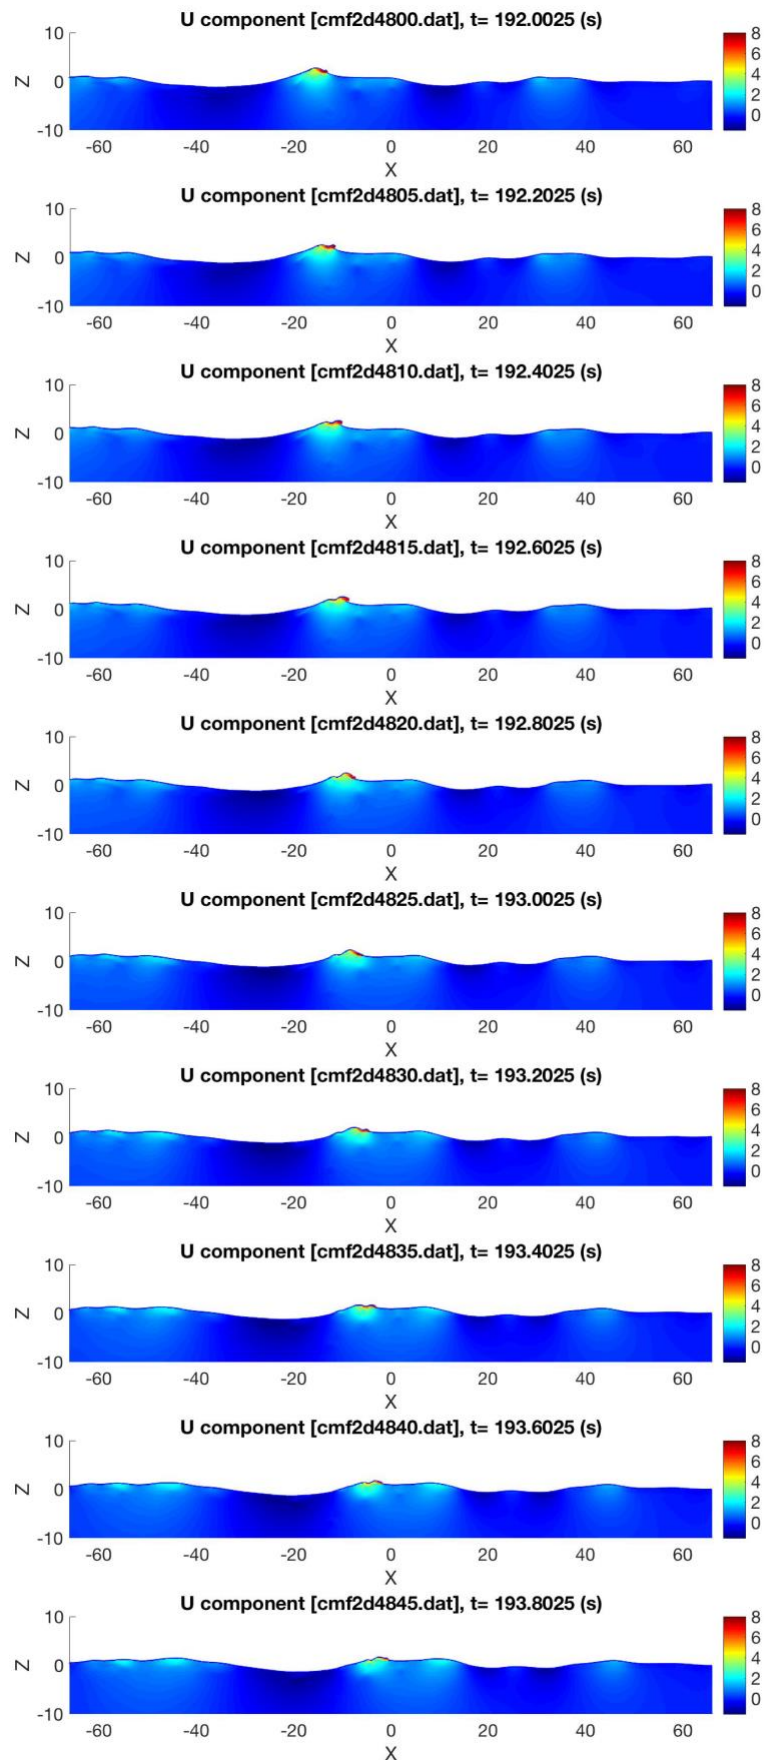 U component [cmf2d4800.dat], t= 192.0025 (s)
10
0
-10
Z
-60 -40 -20 0 20 40 60
X
8
6
4
2
0
U component [cmf2d4805.dat], t= 192.2025 (s)
10
0
-10
Z
-60 -40 -20 0 20 40 60
X
8
6
4
2
0
U component [cmf2d4810.dat], t= 192.4025 (s)
10
0
-10
Z
-60 -40 -20 0 20 40 60
X
8
6
4
2
0
U component [cmf2d4815.dat], t= 192.6025 (s)
10
0
-10
Z
-60 -40 -20 0 20 40 60
X
8
6
4
2
0
U component [cmf2d4820.dat], t= 192.8025 (s)
10
0
-10
Z
-60 -40 -20 0 20 40 60
X
8
6
4
2
0
U component [cmf2d4825.dat], t= 193.0025 (s)
10
0
-10
Z
-60 -40 -20 0 20 40 60
X
8
6
4
2
0
U component [cmf2d4830.dat], t= 193.2025 (s)
10
0
-10
Z
-60 -40 -20 0 20 40 60
X
8
6
4
2
0
U component [cmf2d4835.dat], t= 193.4025 (s)
10
0
-10
Z
-60 -40 -20 0 20 40 60
X
8
6
4
2
0
U component [cmf2d4840.dat], t= 193.6025 (s)
10
0
-10
Z
-60 -40 -20 0 20 40 60
X
8
6
4
2
0
U component [cmf2d4845.dat], t= 193.8025 (s)
10
0
-10
Z
-60 -40 -20 0 20 40 60
X
8
6
4
2
0